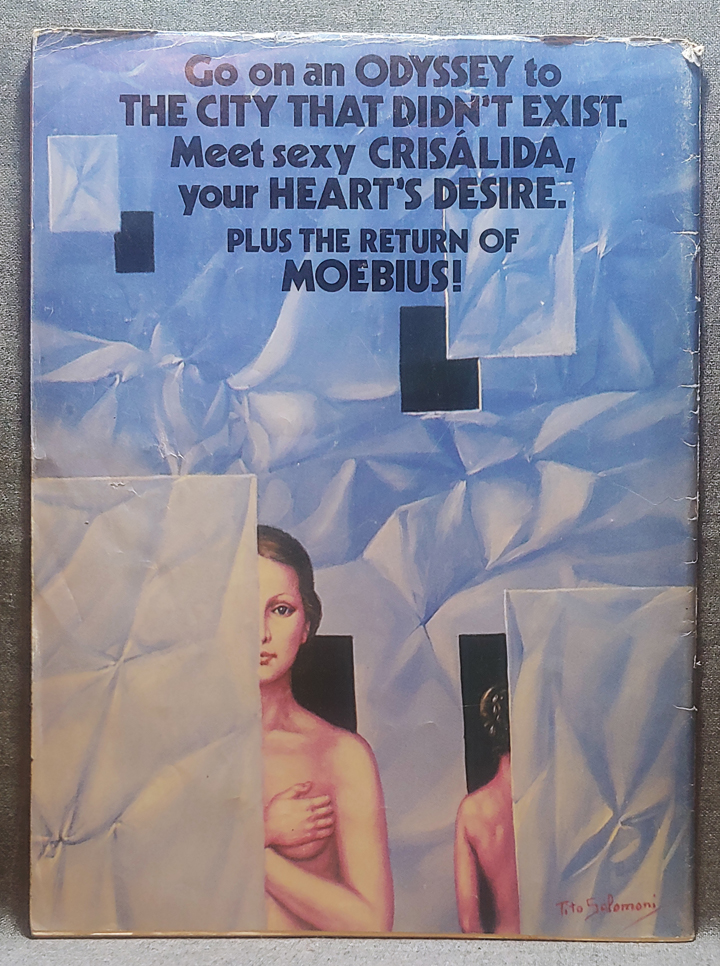 Go on an ODYSSEY to
THE CITY THAT DIDN'T EXIST.
Meet sexy CRISÁLIDA,
your HEART'S DESIRE.
PLUS THE RETURN OF
MOEBIUS!
Tito Salomoni